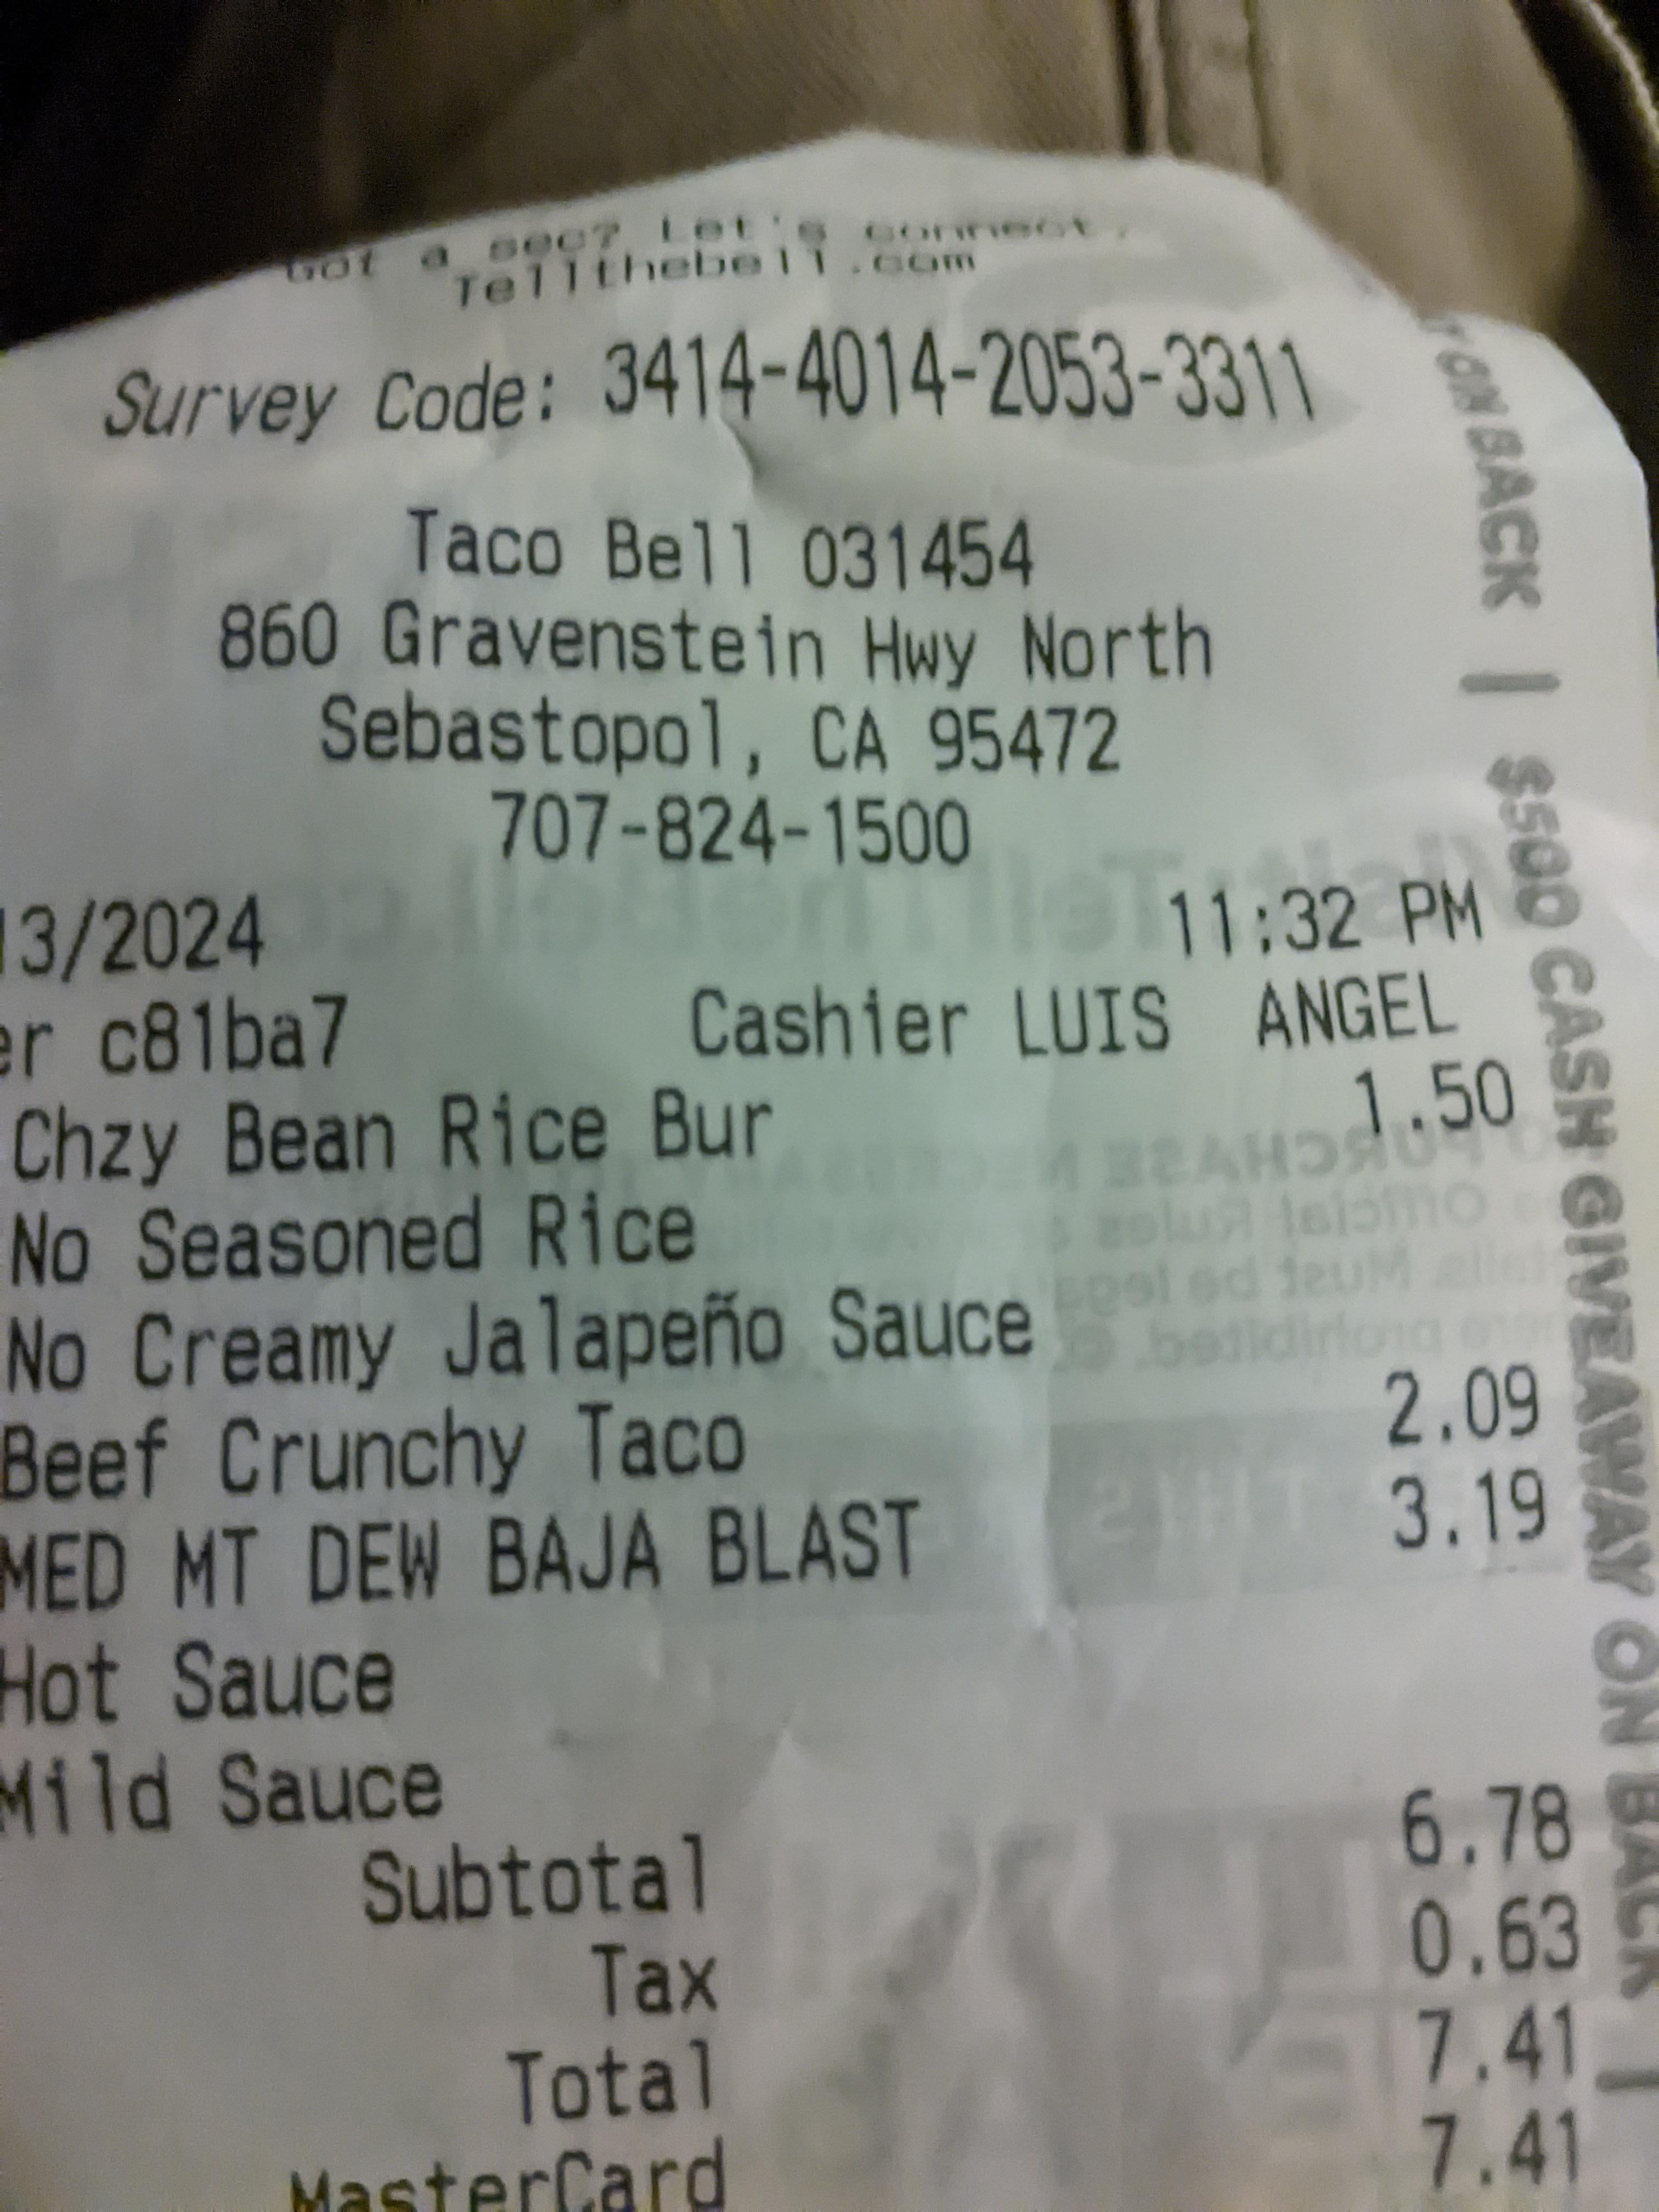 Got a sec? Let's connect.
Tellthebell.com
Survey Code: 3414-4014-2053-3311
Taco Bell 031454
860 Gravenstein Hwy North
Sebastopol, CA 95472
707-824-1500
13/2024 11:32 PM
er c81ba7 Cashier LUIS ANGEL
Chzy Bean Rice Bur 1.50
No Seasoned Rice
No Creamy Jalapeño Sauce
Beef Crunchy Taco 2.09
MED MT DEW BAJA BLAST 3.19
Hot Sauce
Mild Sauce
Subtotal 6.78
Tax 0.63
Total 7.41
MasterCard 7.41
T ON BACK | $500 CASH GIVEAWAY ON BACK |